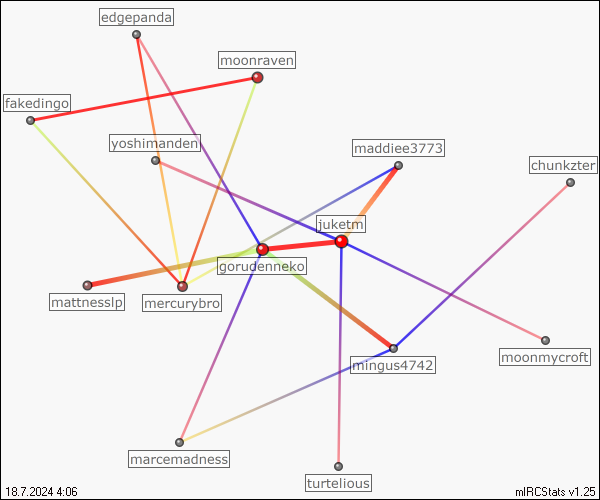 edgepanda
moonraven
fakedingo
yoshimanden
maddiee3773
chunkzter
juketm
gorudenneko
mattnesslp
mercurybro
moonmycroft
mingus4742
marcemadness
turtelious
18.7.2024 4:06
mIRCStats v1.25